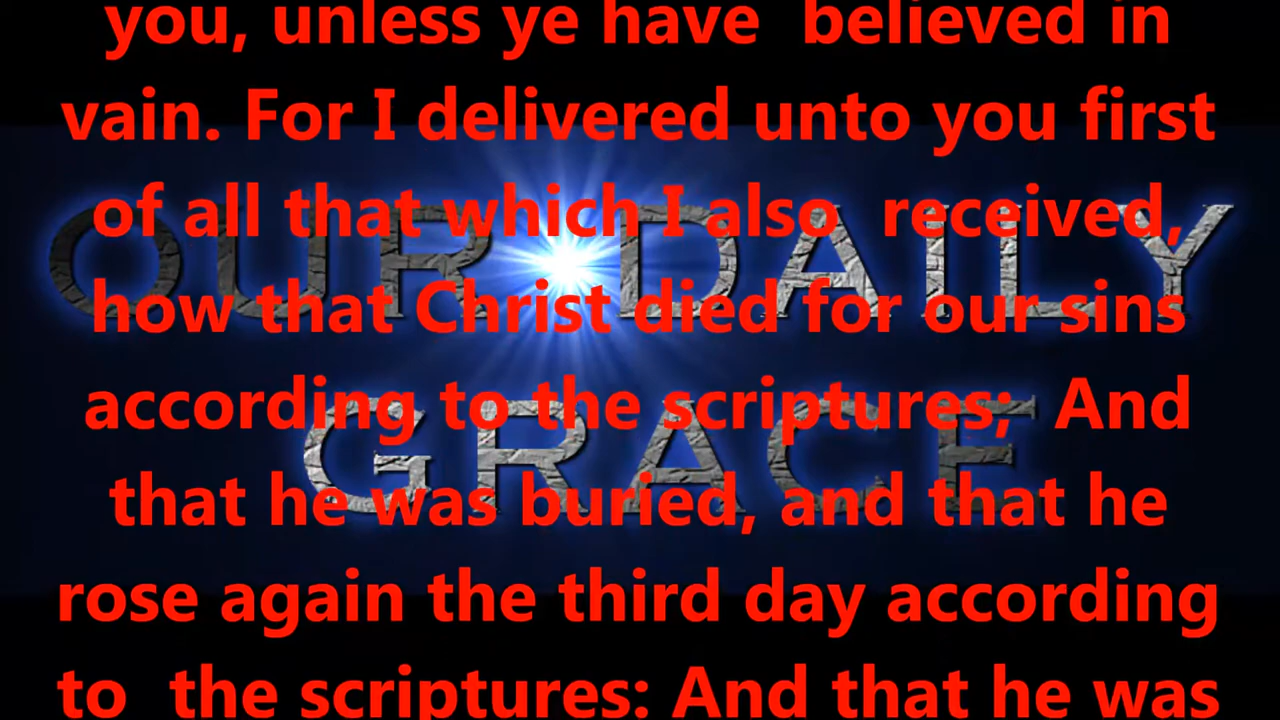 you, unless ye have  believed in
vain. For I delivered unto you first
of all that which I also  received,
OUR DAILY
how that Christ died for our sins
according to the scriptures;  And
GRACE
that he was buried, and that he
rose again the third day according
to  the scriptures: And that he was